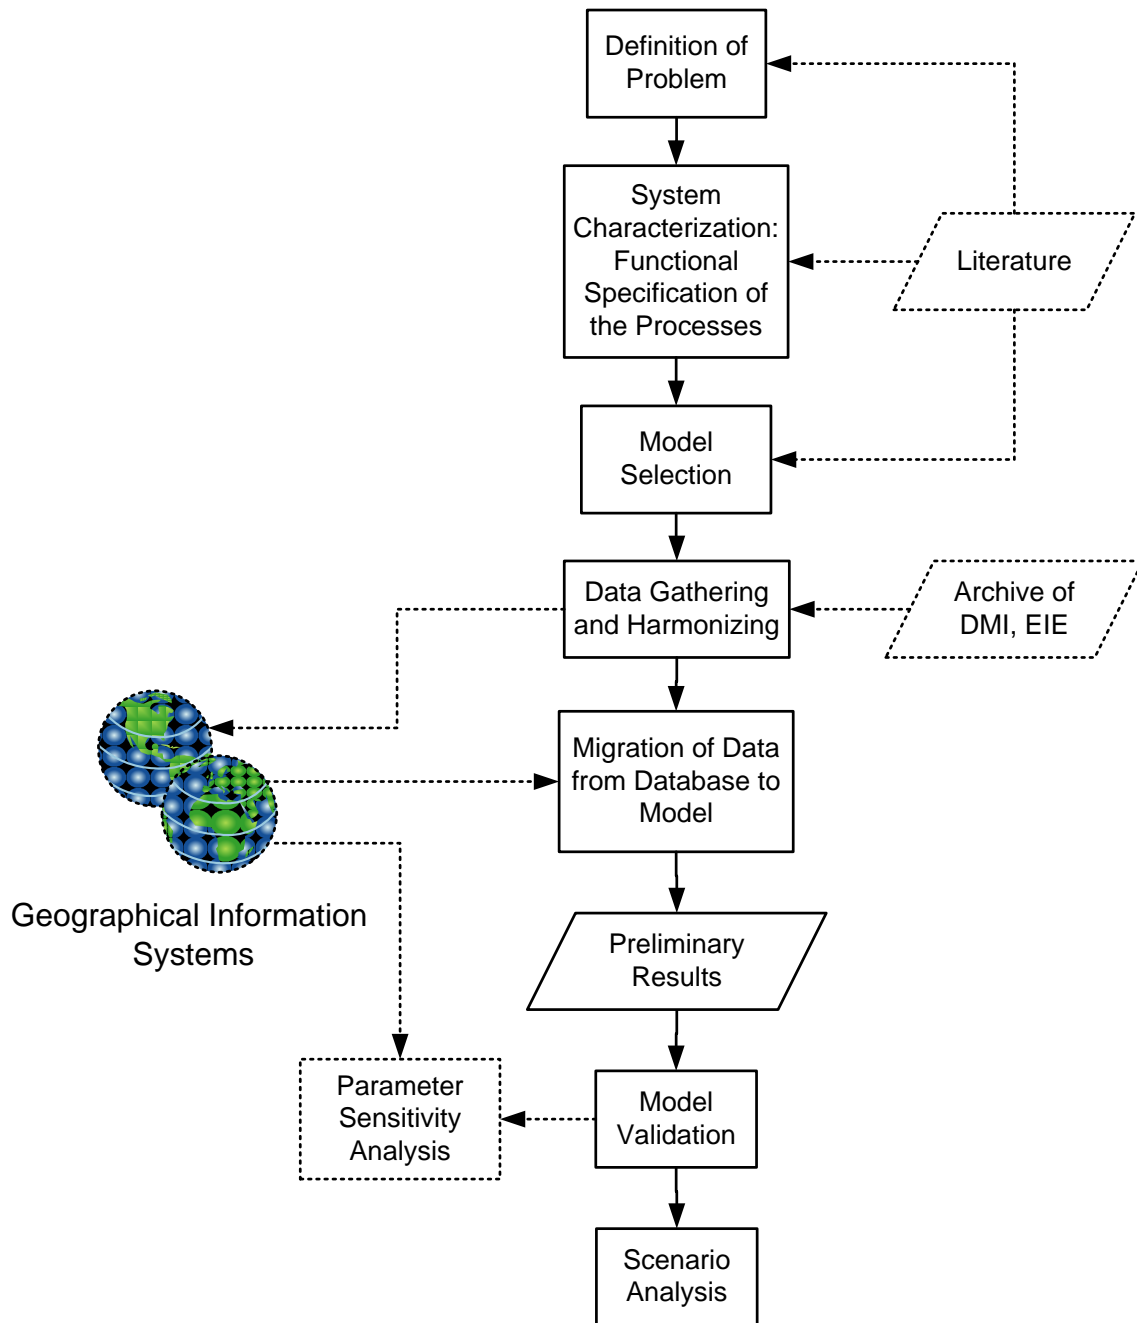 Definition of
Problem
System
Characterization:
Functional
Specification of
the Processes
Literature
Model
Selection
Data Gathering
and Harmonizing
Archive of
DMI, EIE
Migration of Data
from Database to
Model
Geographical Information
Systems
Preliminary
Results
Parameter
Sensitivity
Analysis
Model
Validation
Scenario
Analysis